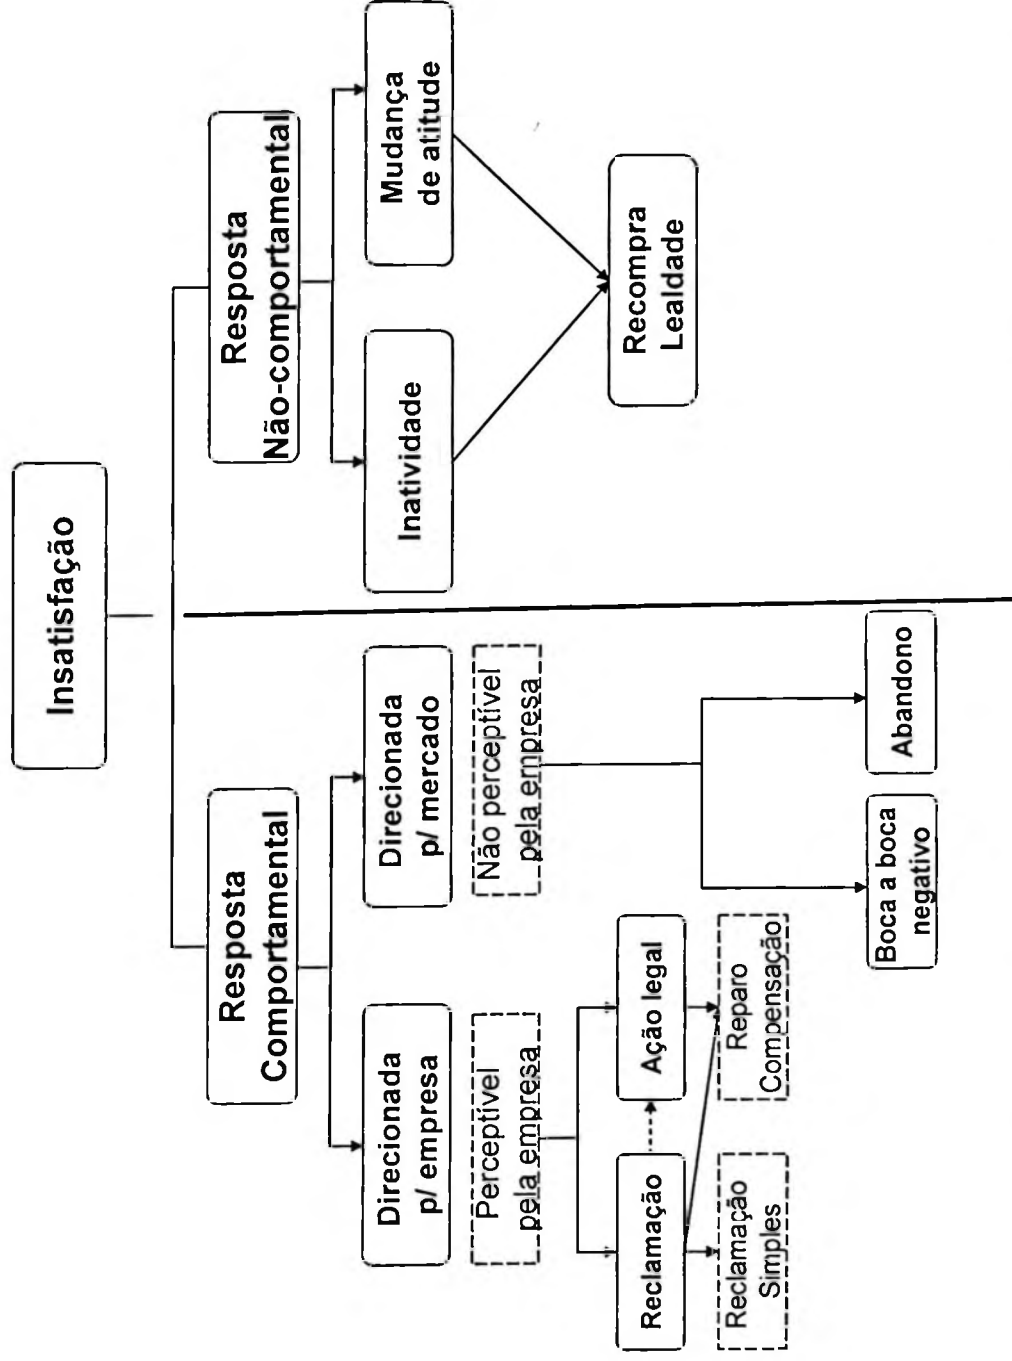 Insatisfação
Resposta
Comportamental
Resposta
Não-comportamental
Direcionada
p/ empresa
Direcionada
p/ mercado
Inatividade
Mudança
de atitude
Perceptível
pela empresa
Não perceptível
pela empresa
Reclamação
Ação legal
Recompra
Lealdade
Reclamação
Simples
Reparo
Compensação
Boca a boca
negativo
Abandono